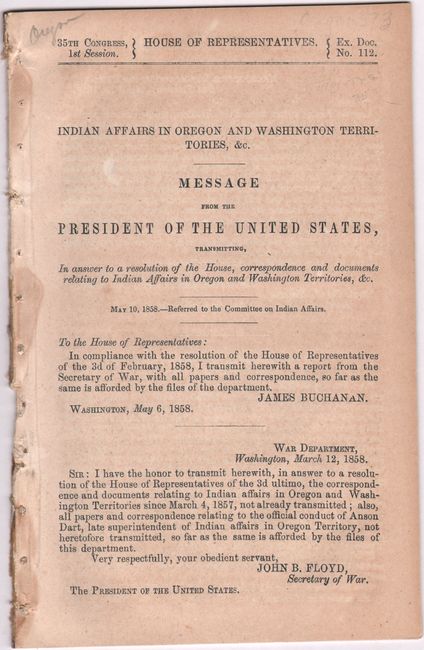 Oregon
35TH CONGRESS, } HOUSE OF REPRESENTATIVES. { Ex. Doc.
1st Session. } { No. 112.
INDIAN AFFAIRS IN OREGON AND WASHINGTON TERRI-
TORIES, &c.
MESSAGE
FROM THE
PRESIDENT OF THE UNITED STATES,
TRANSMITTING,
In answer to a resolution of the House, correspondence and documents
relating to Indian Affairs in Oregon and Washington Territories, &c.
MAY 10, 1858.—Referred to the Committee on Indian Affairs.
To the House of Representatives:
In compliance with the resolution of the House of Representatives
of the 3d of February, 1858, I transmit herewith a report from the
Secretary of War, with all papers and correspondence, so far as the
same is afforded by the files of the department.
JAMES BUCHANAN.
WASHINGTON, May 6, 1858.
WAR DEPARTMENT,
Washington, March 12, 1858.
SIR: I have the honor to transmit herewith, in answer to a resolu-
tion of the House of Representatives of the 3d ultimo, the correspond-
ence and documents relating to Indian affairs in Oregon and Wash-
ington Territories since March 4, 1857, not already transmitted; also,
all papers and correspondence relating to the official conduct of Anson
Dart, late superintendent of Indian affairs in Oregon Territory, not
heretofore transmitted, so far as the same is afforded by the files of
this department.
Very respectfully, your obedient servant,
JOHN B. FLOYD,
Secretary of War.
The PRESIDENT OF THE UNITED STATES.